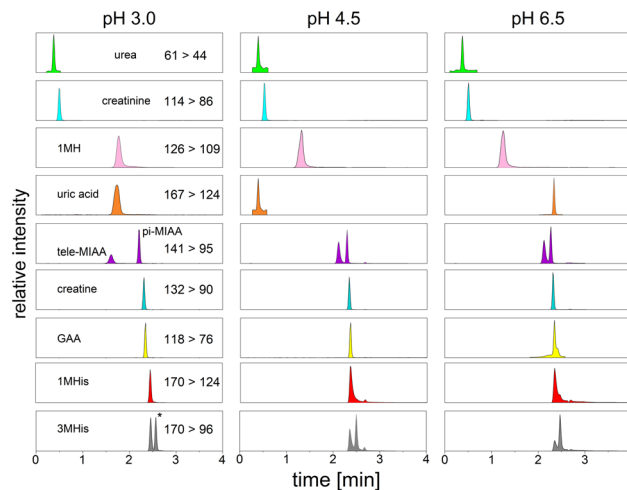 pH 3.0 pH 4.5 pH 6.5
urea 61 > 44
creatinine 114 > 86
1MH 126 > 109
uric acid 167 > 124
pi-MIAA
tele-MIAA 141 > 95
creatine 132 > 90
GAA 118 > 76
1MHis 170 > 124
*
3MHis 170 > 96
relative intensity
0 1 2 3 4 0 1 2 3 4 0 1 2 3 4
time [min]